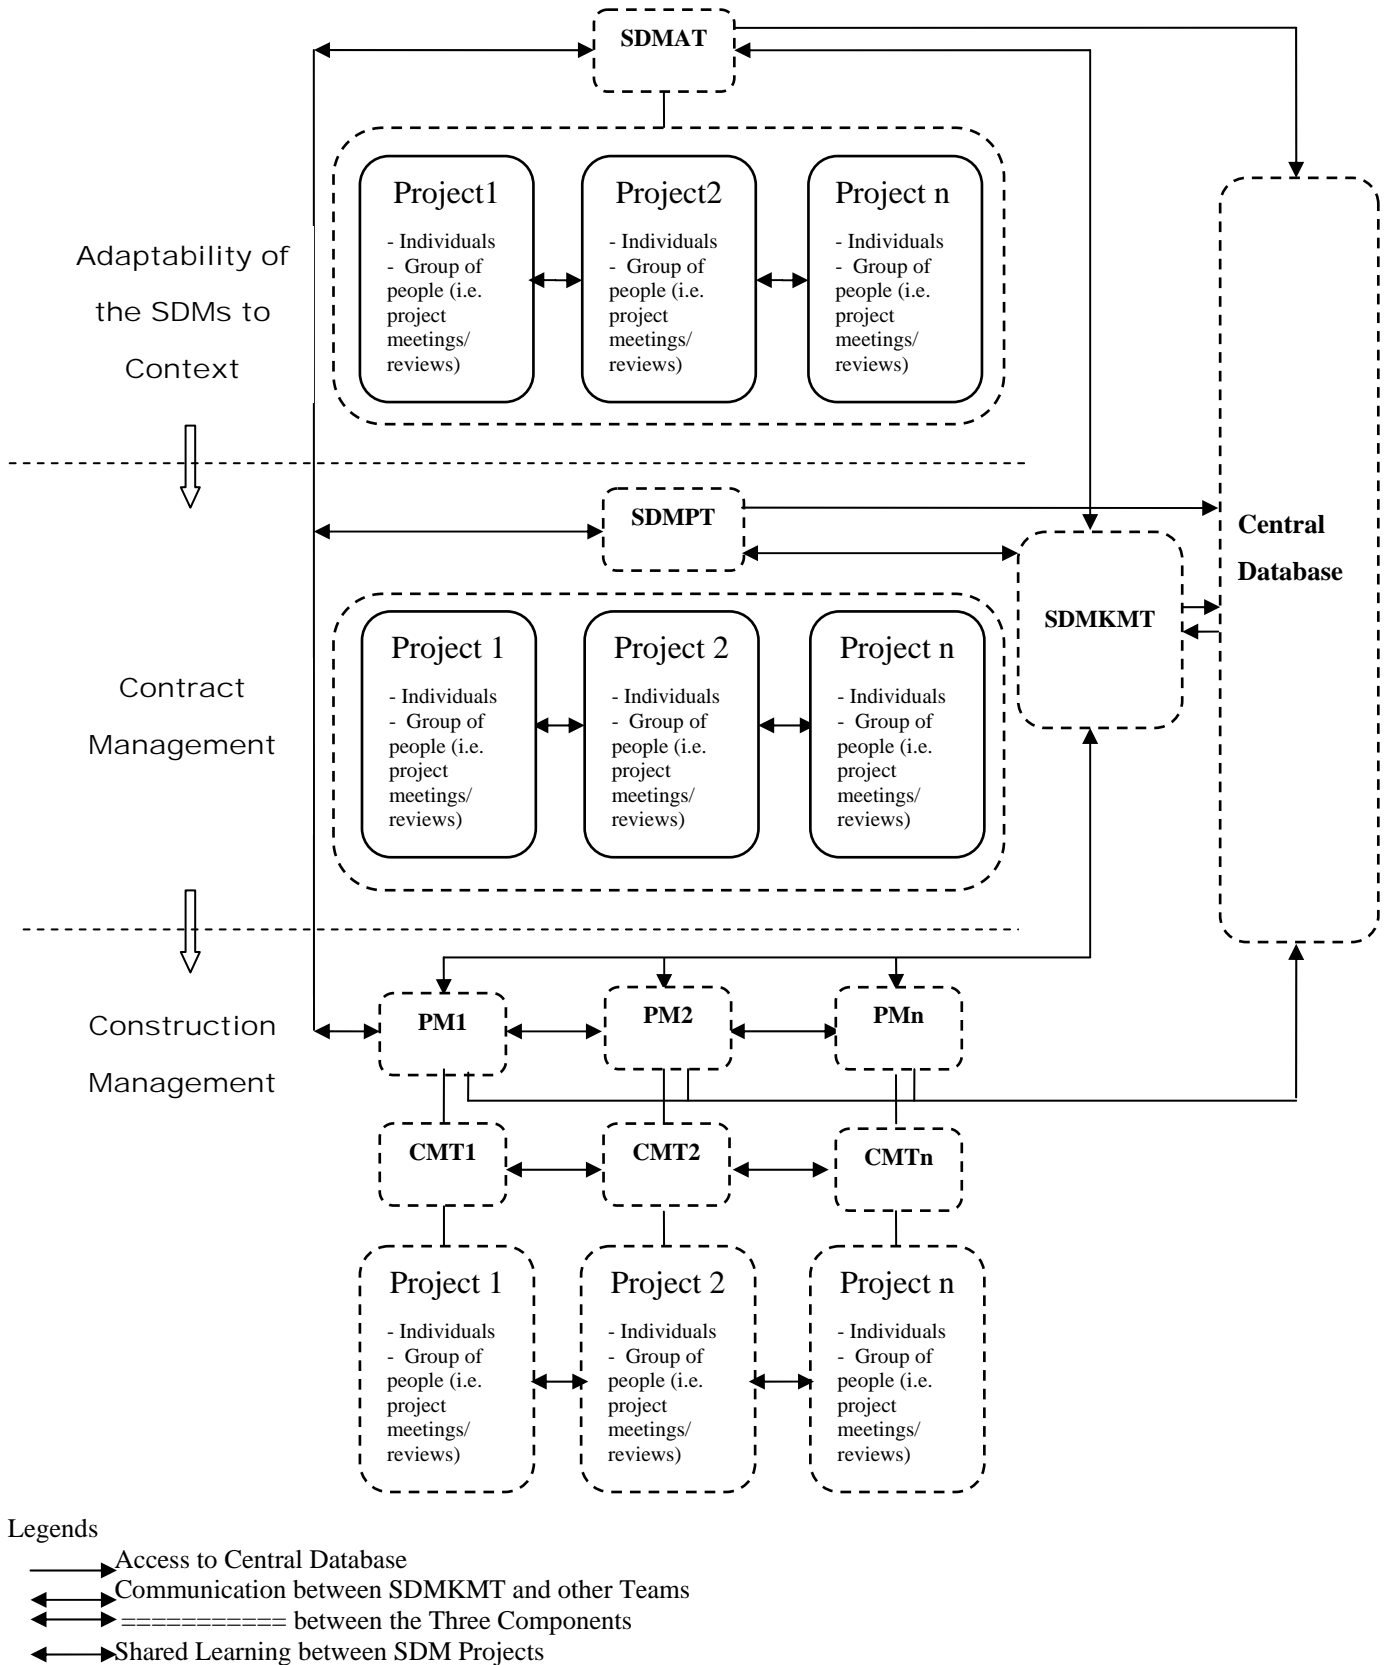 SDMAT
Project1
- Individuals
- Group of
people (i.e.
project
meetings/
reviews)
Project2
- Individuals
- Group of
people (i.e.
project
meetings/
reviews)
Project n
- Individuals
- Group of
people (i.e.
project
meetings/
reviews)
Adaptability of
the SDMs to
Context
SDMPT
Central
Database
SDMKMT
Project 1
- Individuals
- Group of
people (i.e.
project
meetings/
reviews)
Project 2
- Individuals
- Group of
people (i.e.
project
meetings/
reviews)
Project n
- Individuals
- Group of
people (i.e.
project
meetings/
reviews)
Contract
Management
PM1
PM2
PMn
Construction
Management
CMT1
CMT2
CMTn
Project 1
- Individuals
- Group of
people (i.e.
project
meetings/
reviews)
Project 2
- Individuals
- Group of
people (i.e.
project
meetings/
reviews)
Project n
- Individuals
- Group of
people (i.e.
project
meetings/
reviews)
Legends
Access to Central Database
Communication between SDMKMT and other Teams
=========== between the Three Components
Shared Learning between SDM Projects